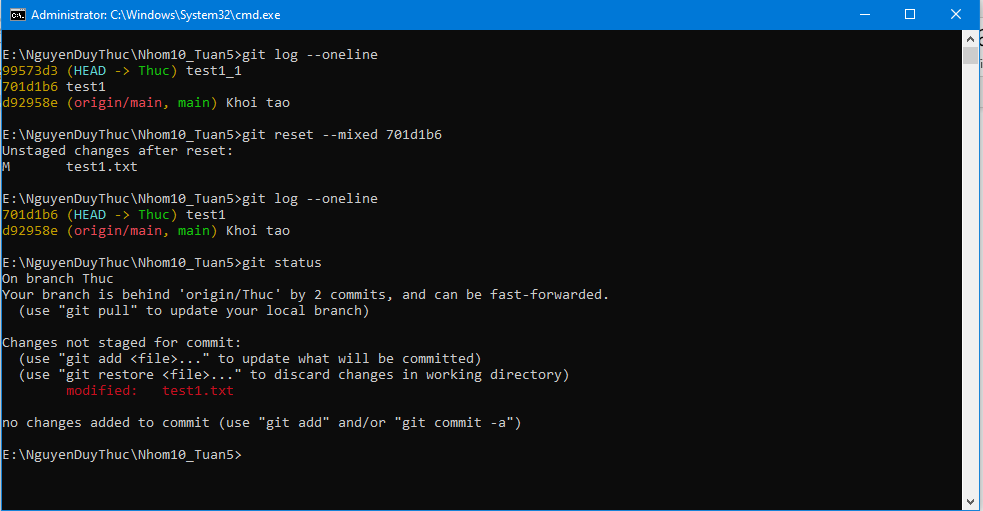 Administrator: C:\Windows\System32\cmd.exe
E:\NguyenDuyThuc\Nhom10_Tuan5>git log --oneline
99573d3 (HEAD -> Thuc) test1_1
701d1b6 test1
d92958e (origin/main, main) Khoi tao
E:\NguyenDuyThuc\Nhom10_Tuan5>git reset --mixed 701d1b6
Unstaged changes after reset:
M       test1.txt
E:\NguyenDuyThuc\Nhom10_Tuan5>git log --oneline
701d1b6 (HEAD -> Thuc) test1
d92958e (origin/main, main) Khoi tao
E:\NguyenDuyThuc\Nhom10_Tuan5>git status
On branch Thuc
Your branch is behind 'origin/Thuc' by 2 commits, and can be fast-forwarded.
  (use "git pull" to update your local branch)
Changes not staged for commit:
  (use "git add <file>..." to update what will be committed)
  (use "git restore <file>..." to discard changes in working directory)
        modified:   test1.txt
no changes added to commit (use "git add" and/or "git commit -a")
E:\NguyenDuyThuc\Nhom10_Tuan5>